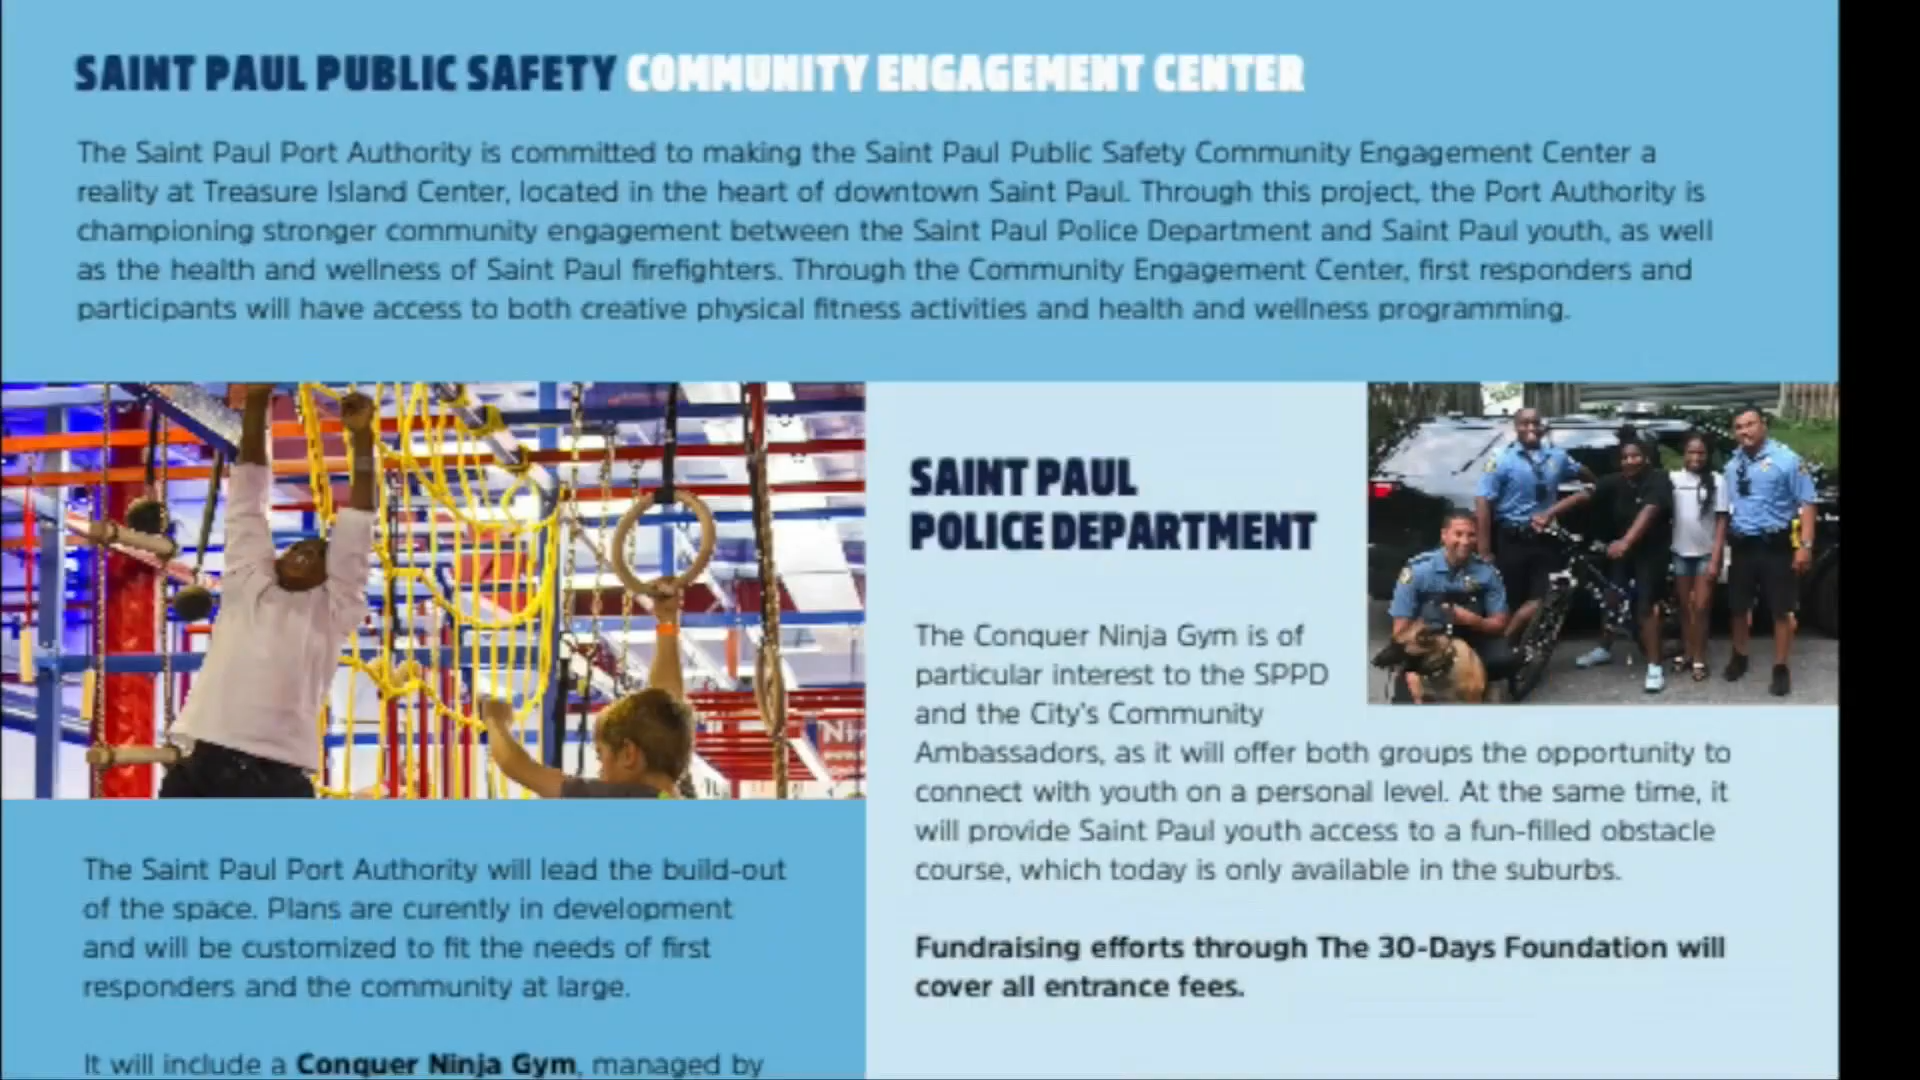 SAINT PAUL PUBLIC SAFETY COMMUNITY ENGAGEMENT CENTER
The Saint Paul Port Authority is committed to making the Saint Paul Public Safety Community Engagement Center a
reality at Treasure Island Center, located in the heart of downtown Saint Paul. Through this project, the Port Authority is
championing stronger community engagement between the Saint Paul Police Department and Saint Paul youth, as well
as the health and wellness of Saint Paul firefighters. Through the Community Engagement Center, first responders and
participants will have access to both creative physical fitness activities and health and wellness programming.
The Saint Paul Port Authority will lead the build-out
of the space. Plans are curently in development
and will be customized to fit the needs of first
responders and the community at large.
It will include a Conquer Ninja Gym, managed by
SAINT PAUL
POLICE DEPARTMENT
The Conquer Ninja Gym is of
particular interest to the SPPD
and the City's Community
Ambassadors, as it will offer both groups the opportunity to
connect with youth on a personal level. At the same time, it
will provide Saint Paul youth access to a fun-filled obstacle
course, which today is only available in the suburbs.
Fundraising efforts through The 30-Days Foundation will
cover all entrance fees.